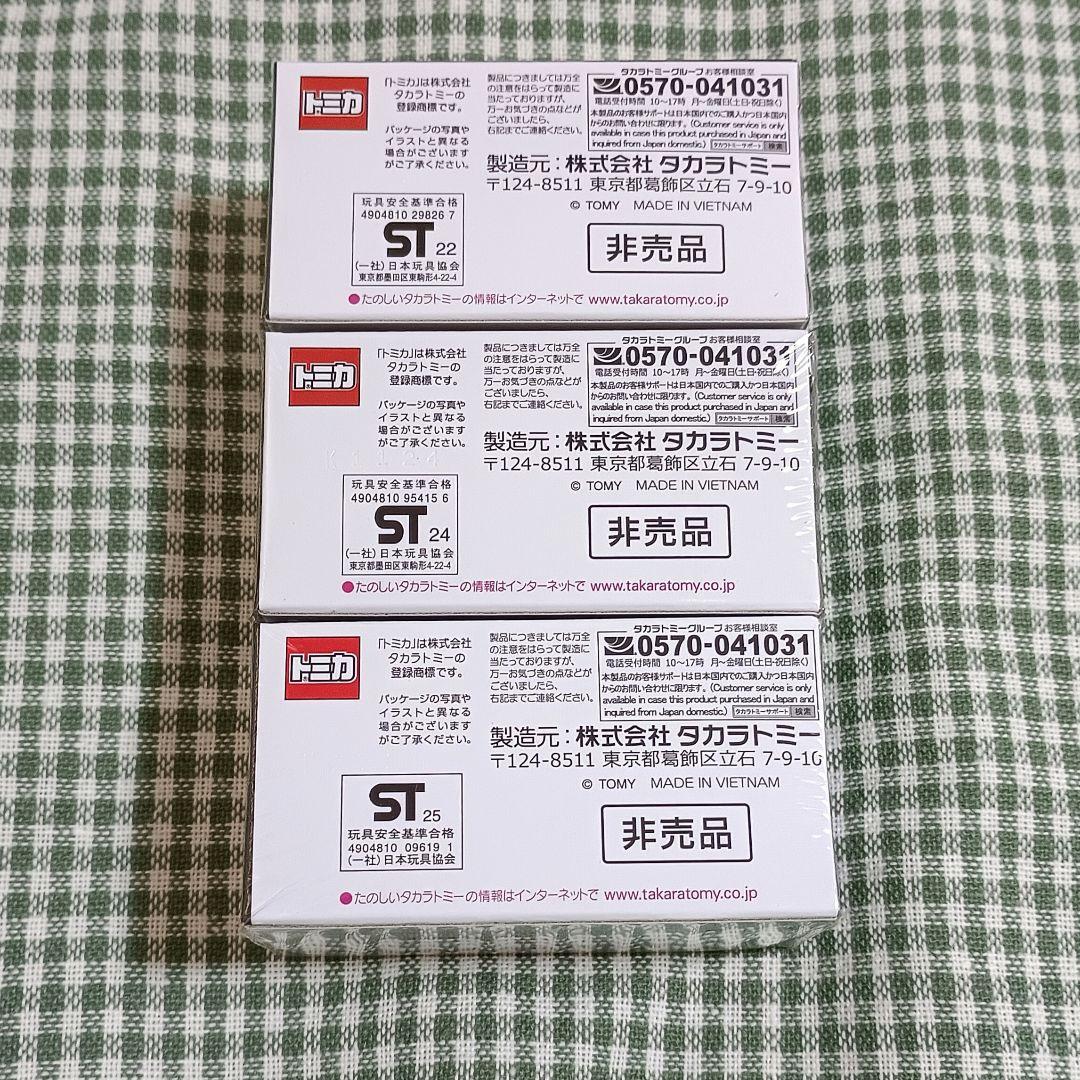 トミカ
「トミカ」は株式会社
タカラトミーの
登録商標です。
パッケージの写真や
イラストと異なる
場合がございます
がご了承ください。
製品につきましては万全
の注意をはらって製造に
当たっておりますが、
万一お気づきの点などが
ございましたら、
右記までご連絡ください。
タカラトミーグループお客様相談室
0570-041031
電話受付時間 10〜17時 月〜金曜日(土日・祝日除く)
本製品のお客様サポートは日本国内でのご購入かつ日本国内
からのお問い合わせに限ります。(Customer service is only
available in case this product purchased in Japan and
inquired from Japan domestic.) タカラトミーサポート 検索
製造元：株式会社 タカラトミー
〒124-8511 東京都葛飾区立石 7-9-10
© TOMY MADE IN VIETNAM
玩具安全基準合格
4904810 29826 7
ST 22
(一社)日本玩具協会
東京都墨田区東駒形4-22-4
非売品
●たのしいタカラトミーの情報はインターネットで www.takaratomy.co.jp
トミカ
「トミカ」は株式会社
タカラトミーの
登録商標です。
パッケージの写真や
イラストと異なる
場合がございます
がご了承ください。
製品につきましては万全
の注意をはらって製造に
当たっておりますが、
万一お気づきの点などが
ございましたら、
右記までご連絡ください。
タカラトミーグループお客様相談室
0570-041031
電話受付時間 10〜17時 月〜金曜日(土日・祝日除く)
本製品のお客様サポートは日本国内でのご購入かつ日本国内
からのお問い合わせに限ります。(Customer service is only
available in case this product purchased in Japan and
inquired from Japan domestic.) タカラトミーサポート 検索
製造元：株式会社 タカラトミー
〒124-8511 東京都葛飾区立石 7-9-10
© TOMY MADE IN VIETNAM
玩具安全基準合格
4904810 95415 6
ST 24
(一社)日本玩具協会
東京都墨田区東駒形4-22-4
非売品
●たのしいタカラトミーの情報はインターネットで www.takaratomy.co.jp
トミカ
「トミカ」は株式会社
タカラトミーの
登録商標です。
パッケージの写真や
イラストと異なる
場合がございます
がご了承ください。
製品につきましては万全
の注意をはらって製造に
当たっておりますが、
万一お気づきの点などが
ございましたら、
右記までご連絡ください。
タカラトミーグループお客様相談室
0570-041031
電話受付時間 10〜17時 月〜金曜日(土日・祝日除く)
本製品のお客様サポートは日本国内でのご購入かつ日本国内
からのお問い合わせに限ります。(Customer service is only
available in case this product purchased in Japan and
inquired from Japan domestic.) タカラトミーサポート 検索
製造元：株式会社 タカラトミー
〒124-8511 東京都葛飾区立石 7-9-10
© TOMY MADE IN VIETNAM
ST 25
玩具安全基準合格
4904810 09619 1
(一社)日本玩具協会
非売品
●たのしいタカラトミーの情報はインターネットで www.takaratomy.co.jp